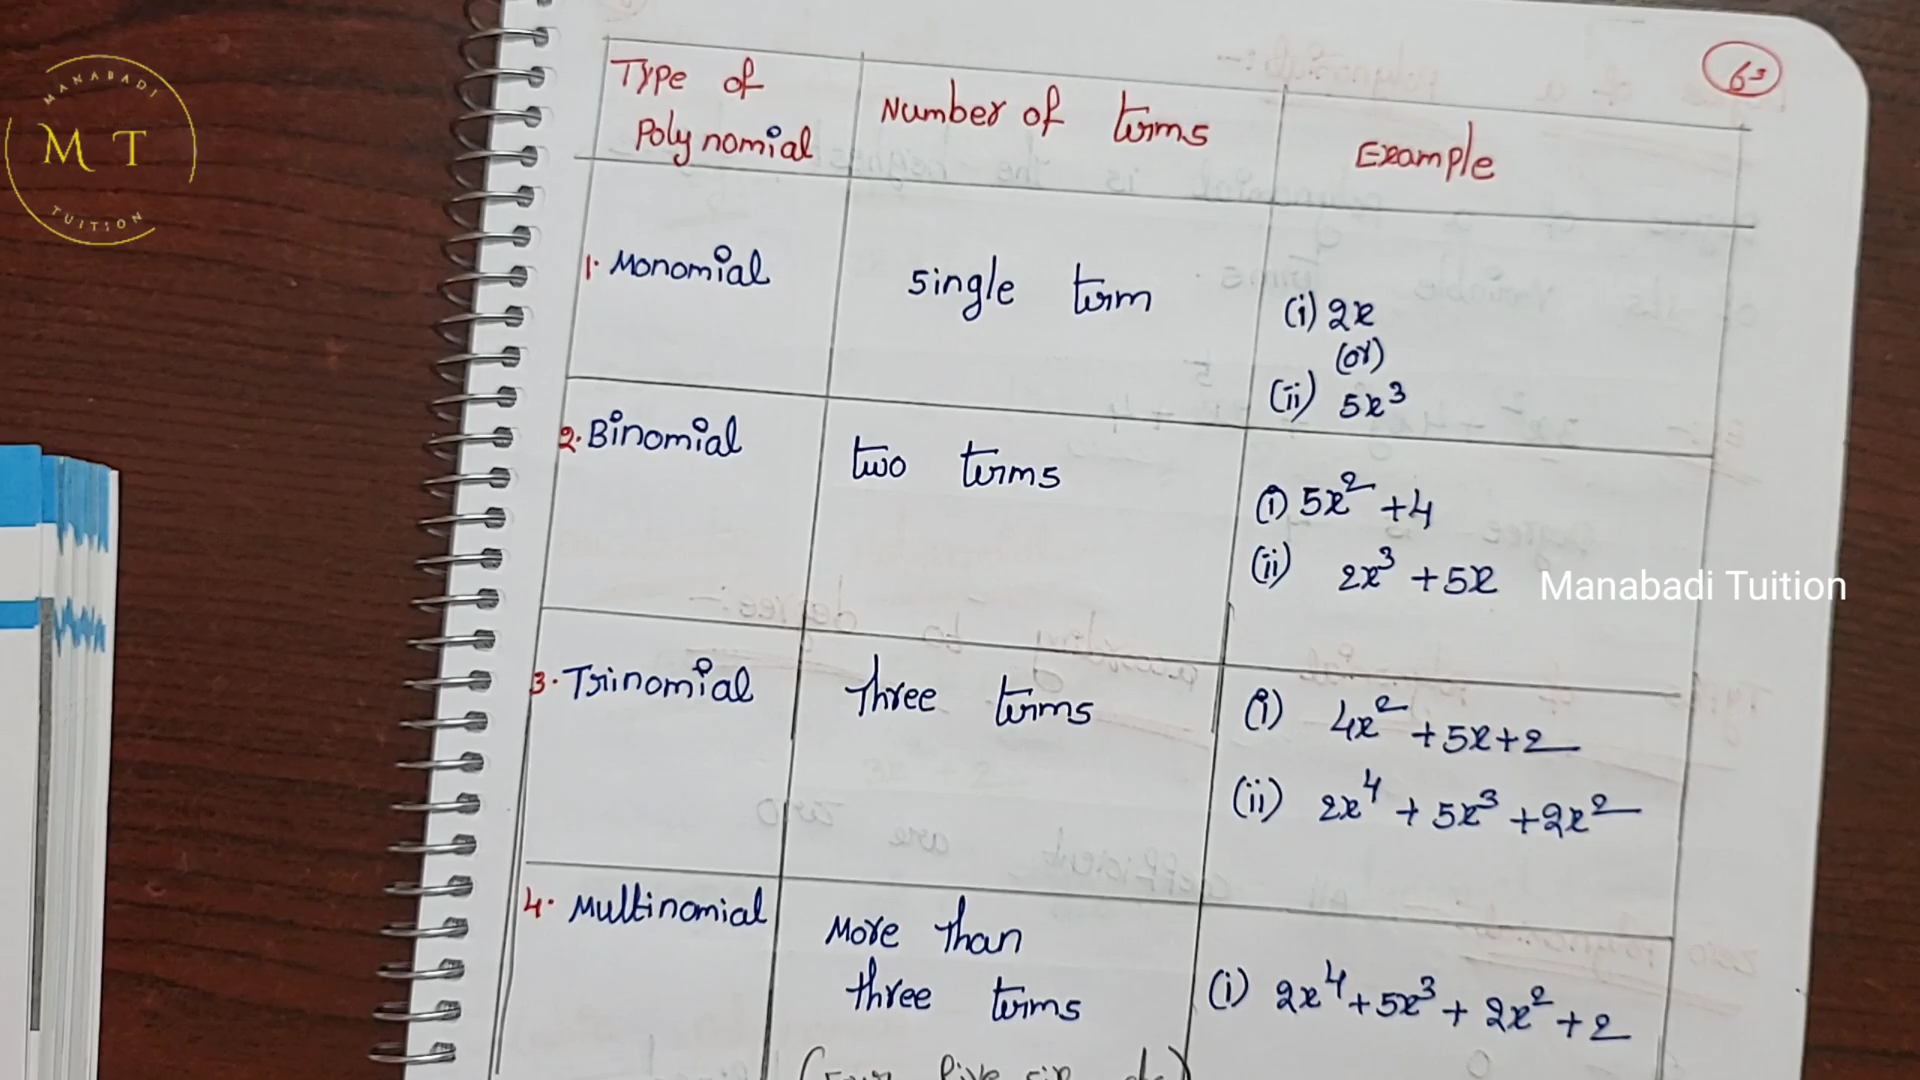 MANABADI
MT
TUITION
Type of Polynomial
Number of terms
Example
1. Monomial
Single term
(i) 2x
(or)
(ii) 5x³
2. Binomial
two terms
(i) 5x² +4
(ii) 2x³ +5x
Manabadi Tuition
3. Trinomial
three terms
(i) 4x² +5x+2
(ii) 2x⁴ + 5x³ +2x²
4. Multinomial
More than
three terms
(i) 2x⁴+5x³+ 2x²+2